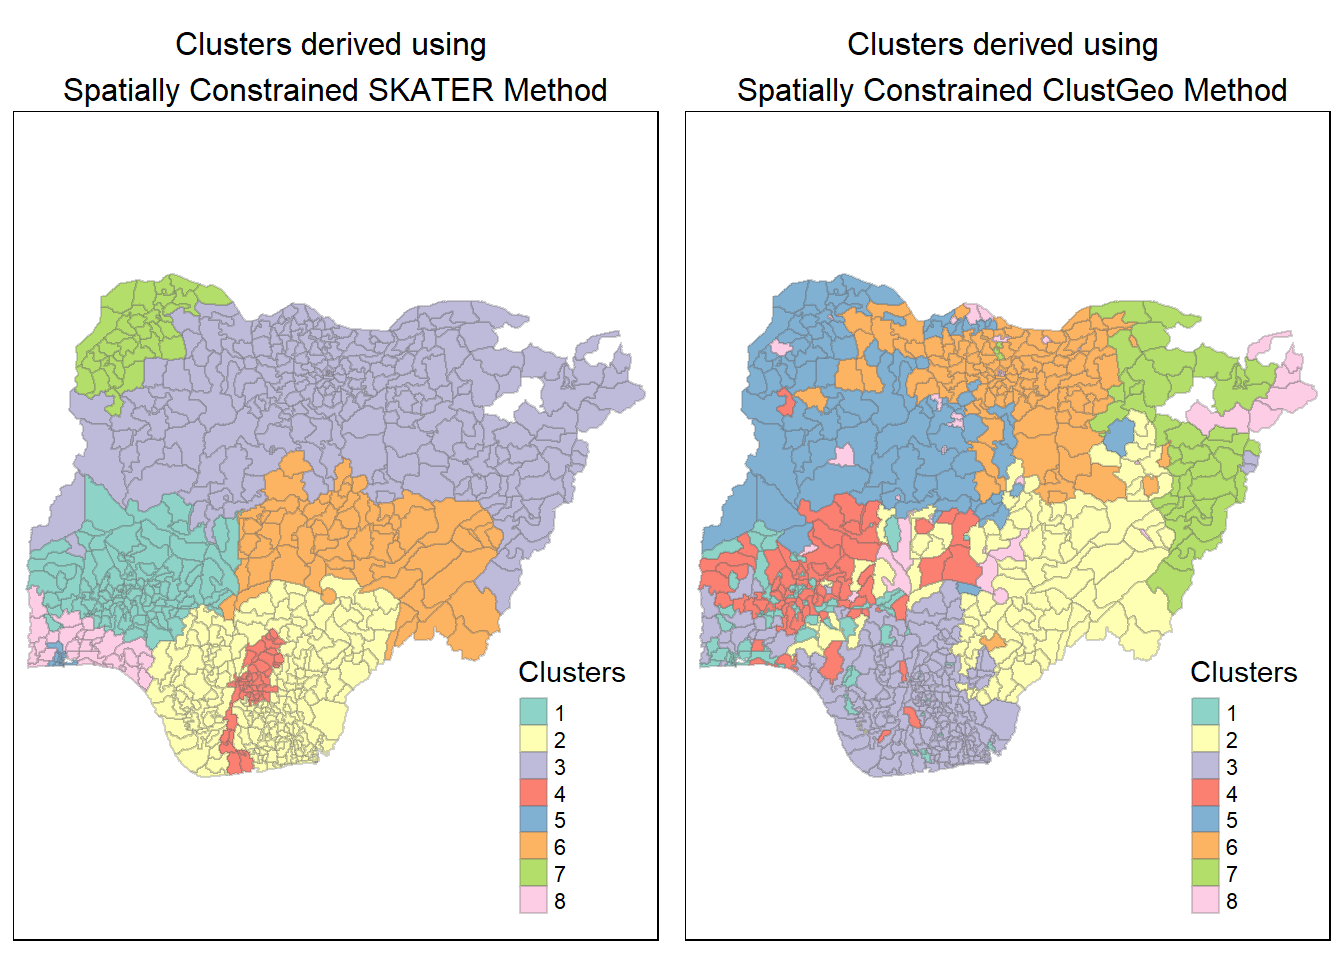 Clusters derived using
Spatially Constrained SKATER Method
Clusters
1
2
3
4
5
6
7
8
Clusters derived using
Spatially Constrained ClustGeo Method
Clusters
1
2
3
4
5
6
7
8